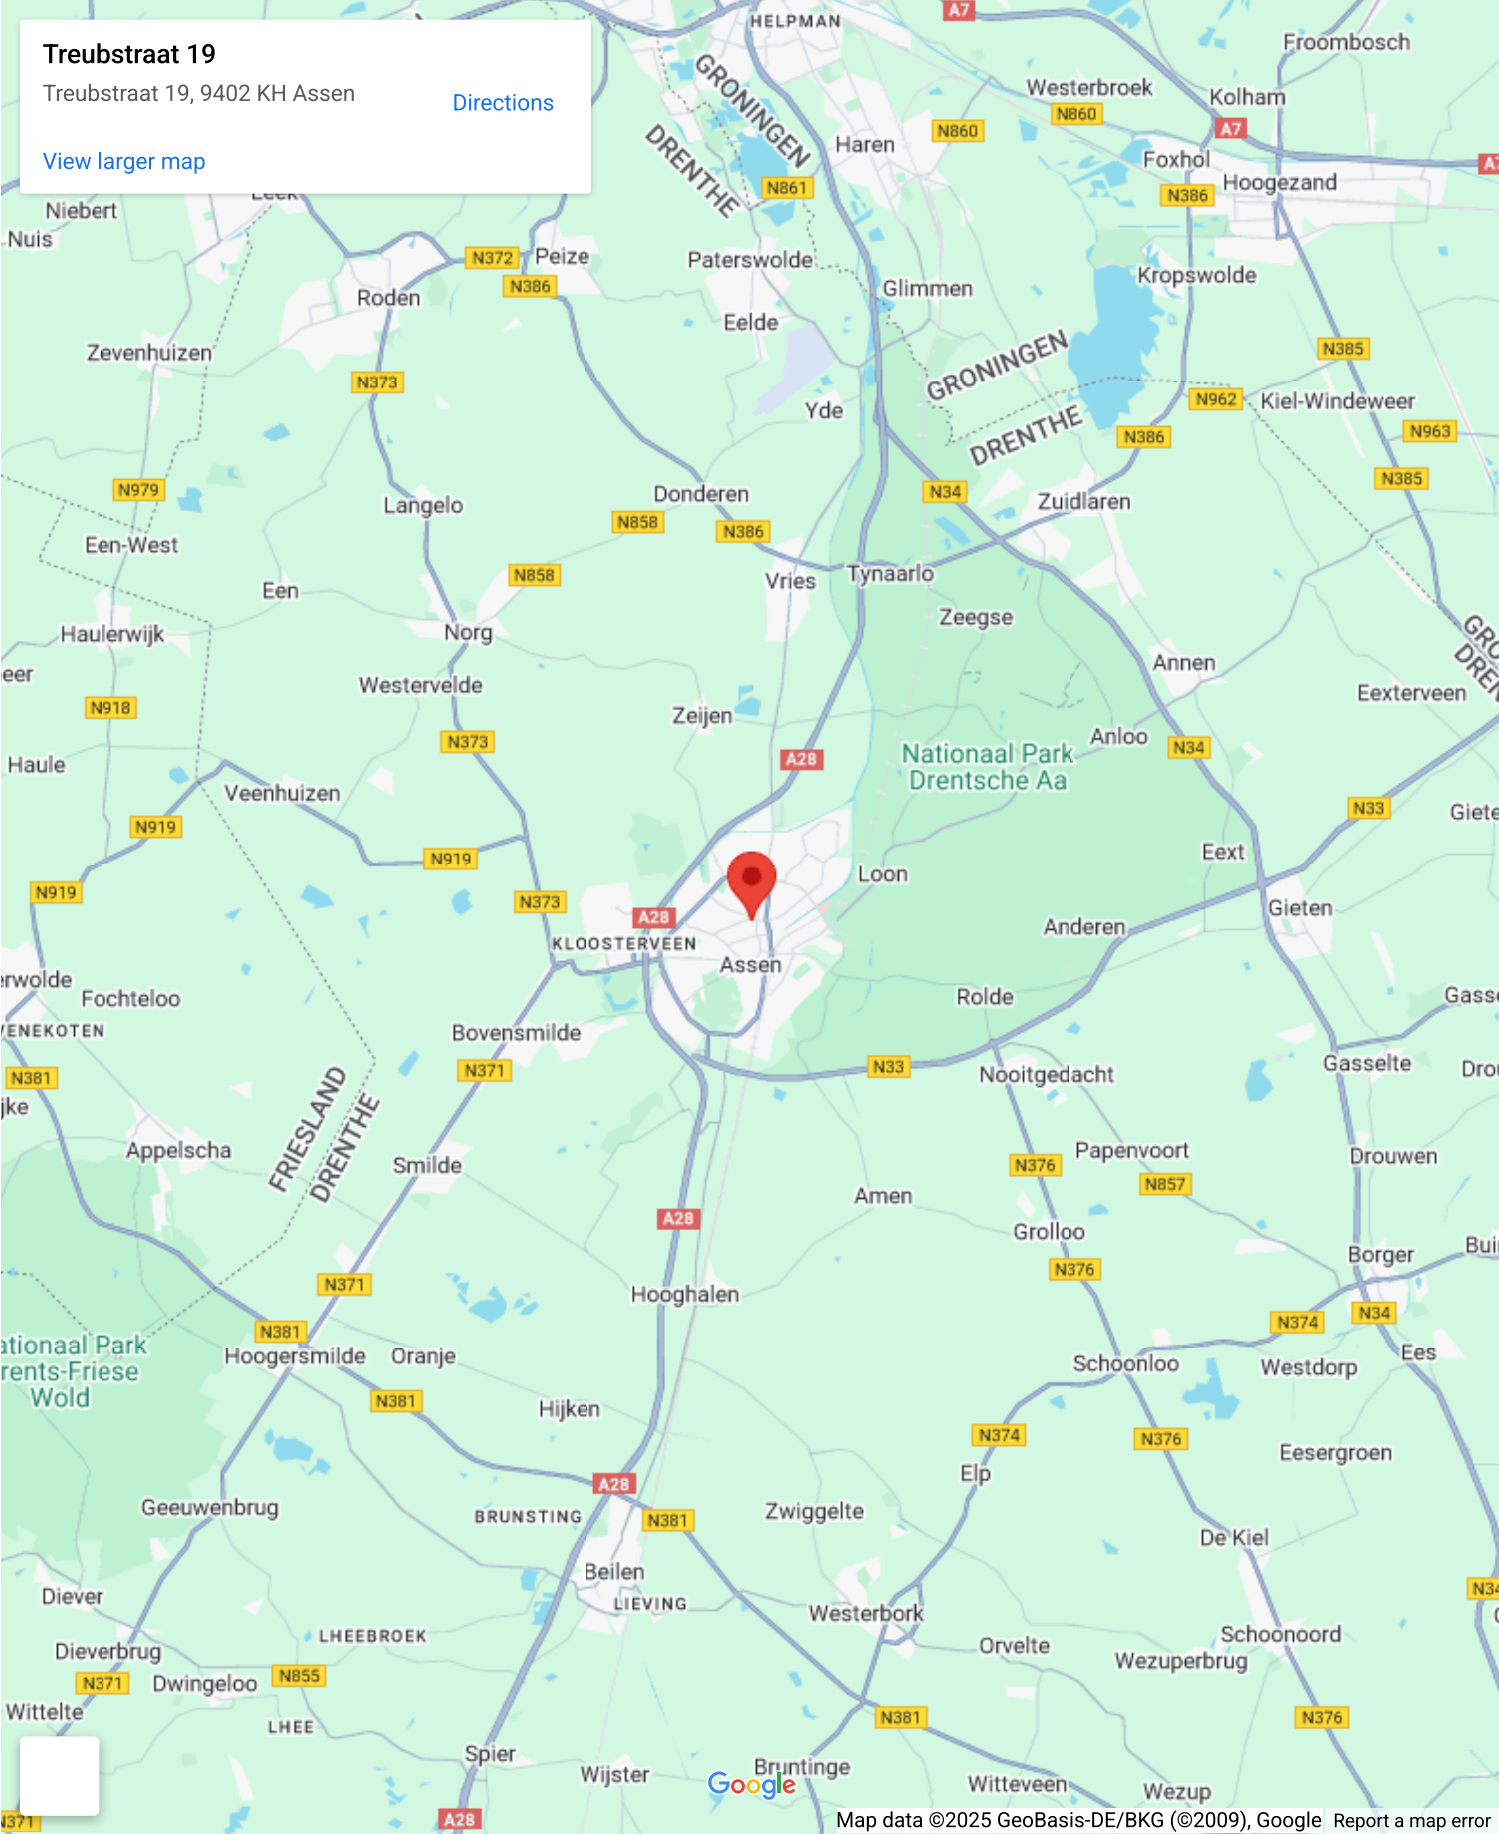 Treubstraat 19
Treubstraat 19, 9402 KH Assen
Directions
View larger map
HELPMAN
A7
Froombosch
GRONINGEN
DRENTHE
Westerbroek
Kolham
N860
N860
A7
Haren
Foxhol
N861
N386
Hoogezand
Leek
Niebert
Nuis
N372
Peize
Paterswolde
N386
Kropswolde
Roden
Glimmen
Eelde
GRONINGEN
DRENTHE
Zevenhuizen
N385
N373
N962
Kiel-Windeweer
Yde
N386
N963
N979
Langelo
Donderen
N34
Zuidlaren
N385
N858
N386
Een-West
N858
Vries
Tynaarlo
Een
Zeegse
Haulerwijk
Norg
Annen
Westervelde
Eexterveen
N918
Zeijen
N373
Anloo
N34
Nationaal Park
Drentsche Aa
A28
Haule
Veenhuizen
N33
N919
N919
Eext
Loon
N919
N373
A28
Gieten
Anderen
KLOOSTERVEEN
Assen
Fochteloo
Rolde
Bovensmilde
N371
N33
N381
Nooitgedacht
Gasselte
FRIESLAND
DRENTHE
Appelscha
Smilde
Papenvoort
Drouwen
N376
N857
Amen
A28
Grolloo
Borger
N376
N371
Hooghalen
N34
N374
N381
Hoogersmilde
Oranje
Schoonloo
Westdorp
Ees
Wold
N381
Hijken
N374
N376
Eesergroen
Elp
A28
Geeuwenbrug
BRUNSTING
N381
Zwiggelte
De Kiel
Beilen
Diever
LIEVING
Westerbork
Schoonoord
LHEEBROEK
Orvelte
Dieverbrug
Wezuperbrug
N371
Dwingeloo
N855
Wittelte
LHEE
N381
N376
Spier
Wijster
Bruntinge
Google
Witteveen
Wezup
A28
Map data ©2025 GeoBasis-DE/BKG (©2009), Google
Report a map error